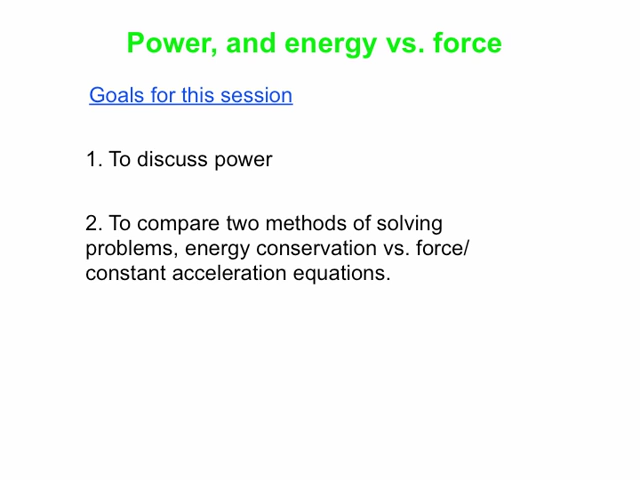 Power, and energy vs. force
Goals for this session
1. To discuss power
2. To compare two methods of solving
problems, energy conservation vs. force/
constant acceleration equations.